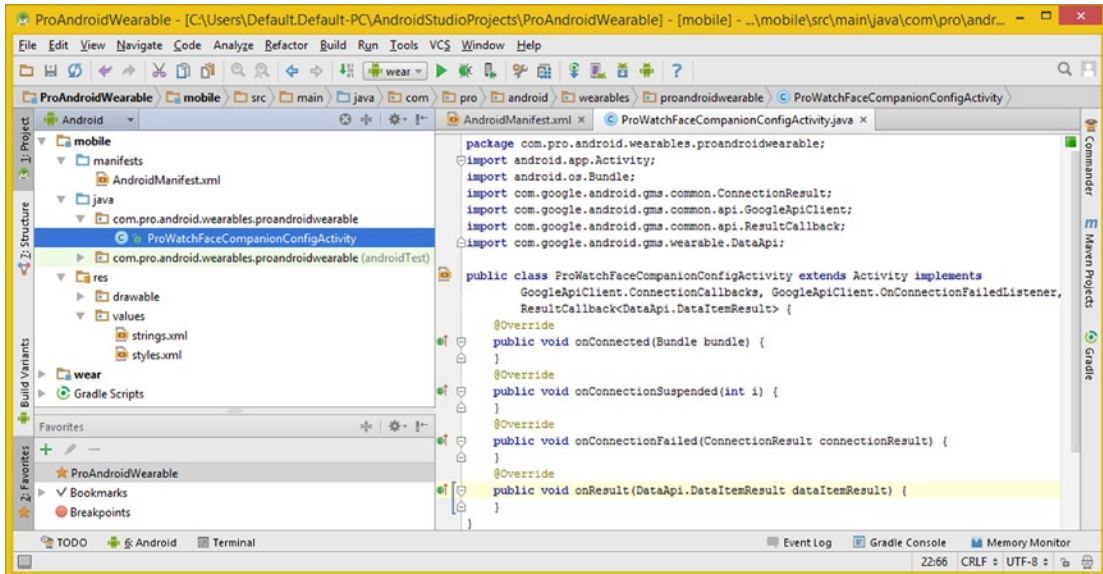 ProAndroidWearable - [C:\Users\Default.Default-PC\AndroidStudioProjects\ProAndroidWearable] - [mobile] - ...\mobile\src\main\java\com\pro\andr...
File Edit View Navigate Code Analyze Refactor Build Run Tools VCS Window Help
wear
ProAndroidWearable mobile src main java com pro android wearables proandroidwearable ProWatchFaceCompanionConfigActivity
Android
AndroidManifest.xml
ProWatchFaceCompanionConfigActivity.java
1: Project
Z: Structure
Build Variants
2: Favorites
mobile
manifests
AndroidManifest.xml
java
com.pro.android.wearables.proandroidwearable
ProWatchFaceCompanionConfigActivity
com.pro.android.wearables.proandroidwearable (androidTest)
res
drawable
values
strings.xml
styles.xml
wear
Gradle Scripts
Favorites
ProAndroidWearable
Bookmarks
Breakpoints
package com.pro.android.wearables.proandroidwearable;
import android.app.Activity;
import android.os.Bundle;
import com.google.android.gms.common.ConnectionResult;
import com.google.android.gms.common.api.GoogleApiClient;
import com.google.android.gms.common.api.ResultCallback;
import com.google.android.gms.wearable.DataApi;
public class ProWatchFaceCompanionConfigActivity extends Activity implements
GoogleApiClient.ConnectionCallbacks, GoogleApiClient.OnConnectionFailedListener,
ResultCallback<DataApi.DataItemResult> {
@Override
public void onConnected(Bundle bundle) {
}
@Override
public void onConnectionSuspended(int i) {
}
@Override
public void onConnectionFailed(ConnectionResult connectionResult) {
}
@Override
public void onResult(DataApi.DataItemResult dataItemResult) {
}
}
Commander
m Maven Projects
Gradle
TODO 6: Android Terminal Event Log Gradle Console Memory Monitor
22:66 CRLF UTF-8